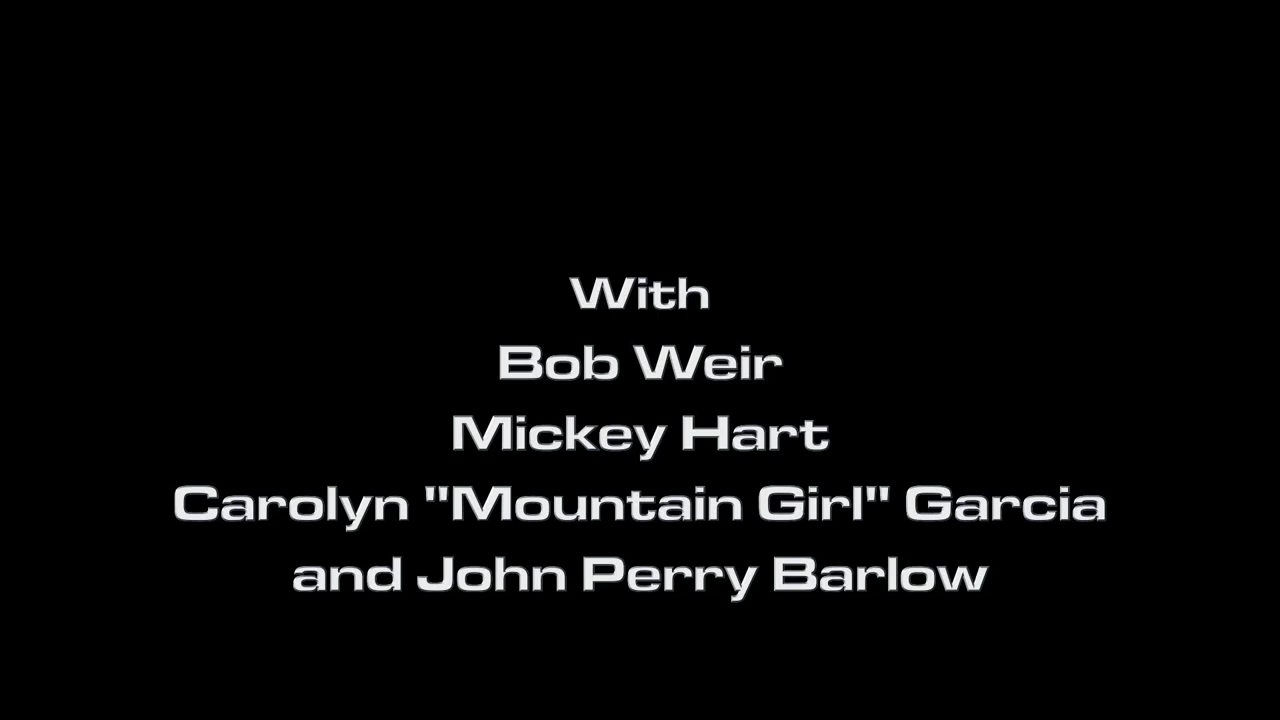 With
Bob Weir
Mickey Hart
Carolyn "Mountain Girl" Garcia
and John Perry Barlow